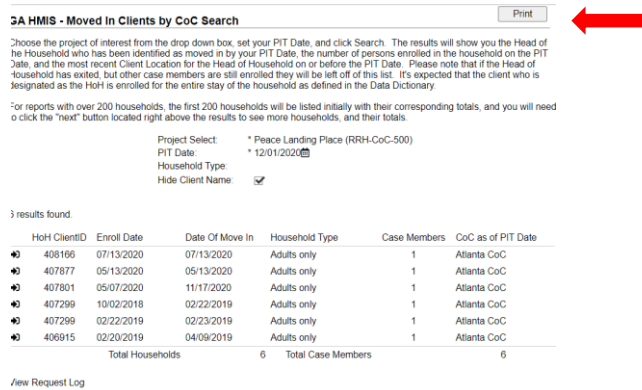 GA HMIS - Moved In Clients by CoC Search
Print
Choose the project of interest from the drop down box, set your PIT Date, and click Search. The results will show you the Head of
the Household who has been identified as moved in by your PIT Date, the number of persons enrolled in the household on the PIT
Date, and the most recent Client Location for the Head of Household on or before the PIT Date. Please note that if the Head of
Household has exited, but other case members are still enrolled they will be left off of this list. It's expected that the client who is
designated as the HoH is enrolled for the entire stay of the household as defined in the Data Dictionary.
For reports with over 200 households, the first 200 households will be listed initially with their corresponding totals, and you will need
to click the "next" button located right above the results to see more households, and their totals.
Project Select: * Peace Landing Place (RRH-CoC-500)
PIT Date: * 12/01/2020
Household Type:
Hide Client Name:
6 results found.
HoH ClientID Enroll Date Date Of Move In Household Type Case Members CoC as of PIT Date
408166 07/13/2020 07/13/2020 Adults only 1 Atlanta CoC
407877 05/13/2020 05/13/2020 Adults only 1 Atlanta CoC
407801 05/07/2020 11/17/2020 Adults only 1 Atlanta CoC
407299 10/02/2018 02/22/2019 Adults only 1 Atlanta CoC
407299 02/22/2019 02/23/2019 Adults only 1 Atlanta CoC
406915 02/20/2019 04/09/2019 Adults only 1 Atlanta CoC
Total Households 6 Total Case Members 6
View Request Log